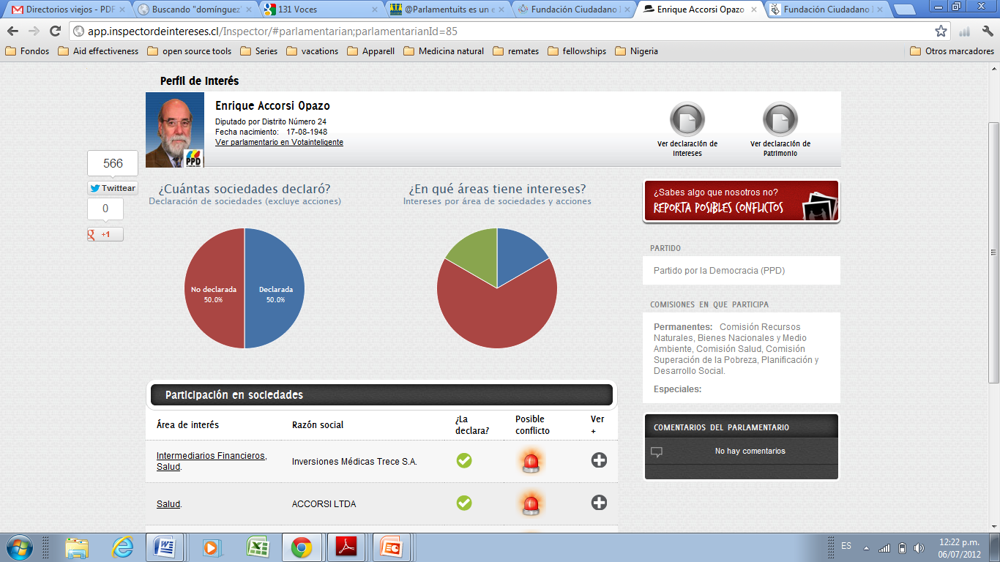 Directorios viejos - PDF
Buscando "domínguez"
131 Voces
@Parlamentuits es un e
Fundación Ciudadano I
Enrique Accorsi Opazo
Fundación Ciudadano I
app.inspectordeintereses.cl/Inspector/#parlamentarian;parlamentarianId=85
Fondos Aid effectiveness open source tools Series vacations Apparell Medicina natural remates fellowships Nigeria Otros marcadores
Perfil de Interés
Enrique Accorsi Opazo
Diputado por Distrito Número 24
Fecha nacimiento: 17-08-1948
Ver parlamentario en Votainteligente
PPD
Ver declaración de
Intereses
Ver declaración de
Patrimonio
566
Twittear
0
+1
¿Cuántas sociedades declaró?
Declaración de sociedades (excluye acciones)
No declarada
50.0%
Declarada
50.0%
¿En qué áreas tiene intereses?
Intereses por área de sociedades y acciones
¿Sabes algo que nosotros no?
REPORTA POSIBLES CONFLICTOS
PARTIDO
Partido por la Democracia (PPD)
COMISIONES EN QUE PARTICIPA
Permanentes: Comisión Recursos
Naturales, Bienes Nacionales y Medio
Ambiente, Comisión Salud, Comisión
Superación de la Pobreza, Planificación y
Desarrollo Social.
Especiales:
COMENTARIOS DEL PARLAMENTARIO
No hay comentarios
Participación en sociedades
Área de interés
Razón social
¿La
declara?
Posible
conflicto
Ver
+
Intermediarios Financieros,
Salud.
Inversiones Médicas Trece S.A.
Salud.
ACCORSI LTDA
ES
12:22 p.m.
06/07/2012